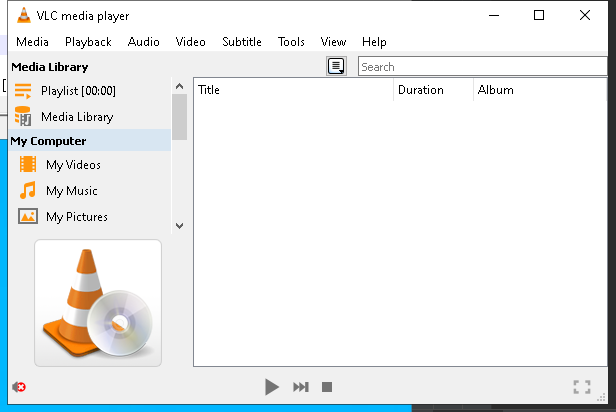 VLC media player
Media Playback Audio Video Subtitle Tools View Help
Media Library
Search
Playlist [00:00]
Media Library
My Computer
My Videos
My Music
My Pictures
Title Duration Album